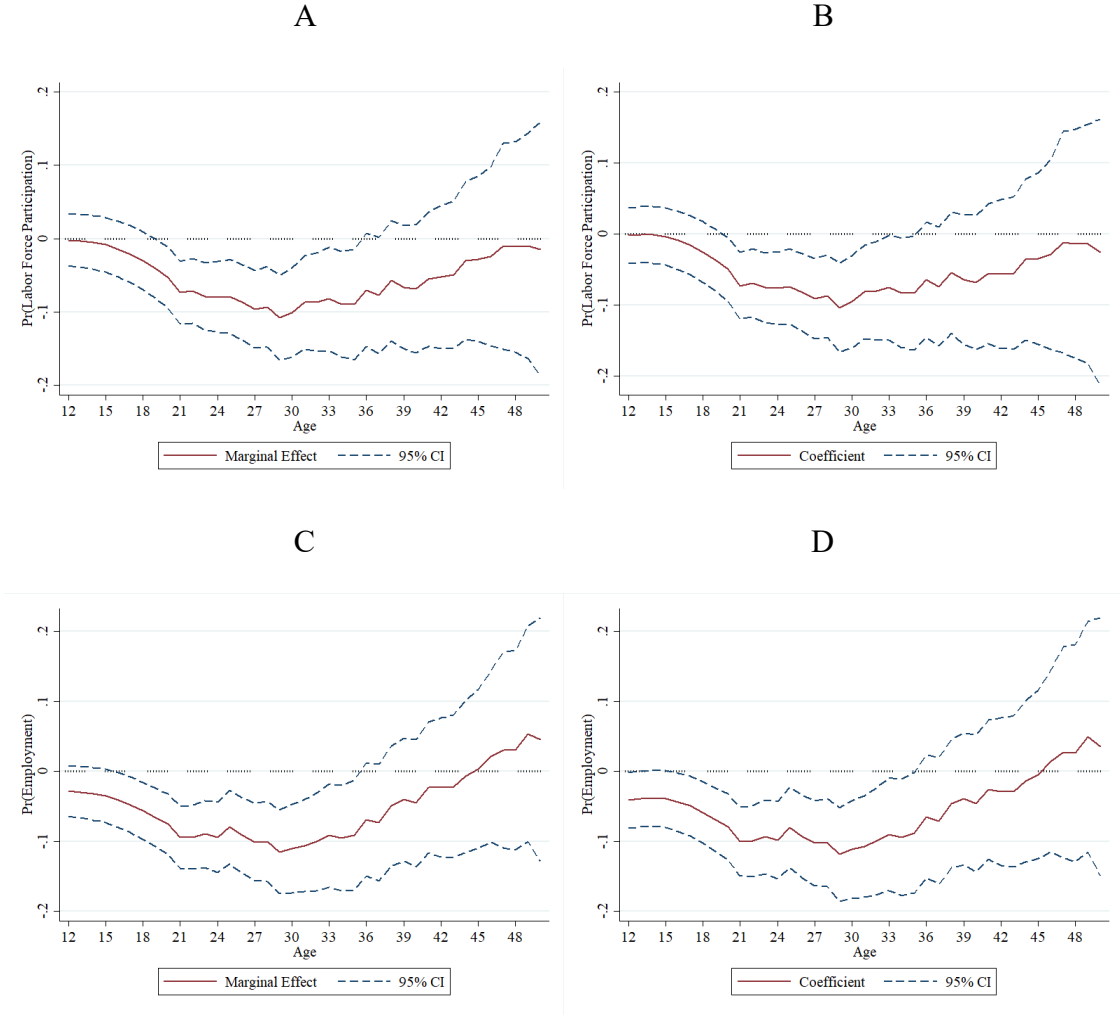 A
B
Pr(Labor Force Participation)
.2
.1
0
-.1
-.2
12 15 18 21 24 27 30 33 36 39 42 45 48
Age
Marginal Effect 95% CI
Pr(Labor Force Participation)
.2
.1
0
-.1
-.2
12 15 18 21 24 27 30 33 36 39 42 45 48
Age
Coefficient 95% CI
C
D
Pr(Employment)
.2
.1
0
-.1
-.2
12 15 18 21 24 27 30 33 36 39 42 45 48
Age
Marginal Effect 95% CI
Pr(Employment)
.2
.1
0
-.1
-.2
12 15 18 21 24 27 30 33 36 39 42 45 48
Age
Coefficient 95% CI